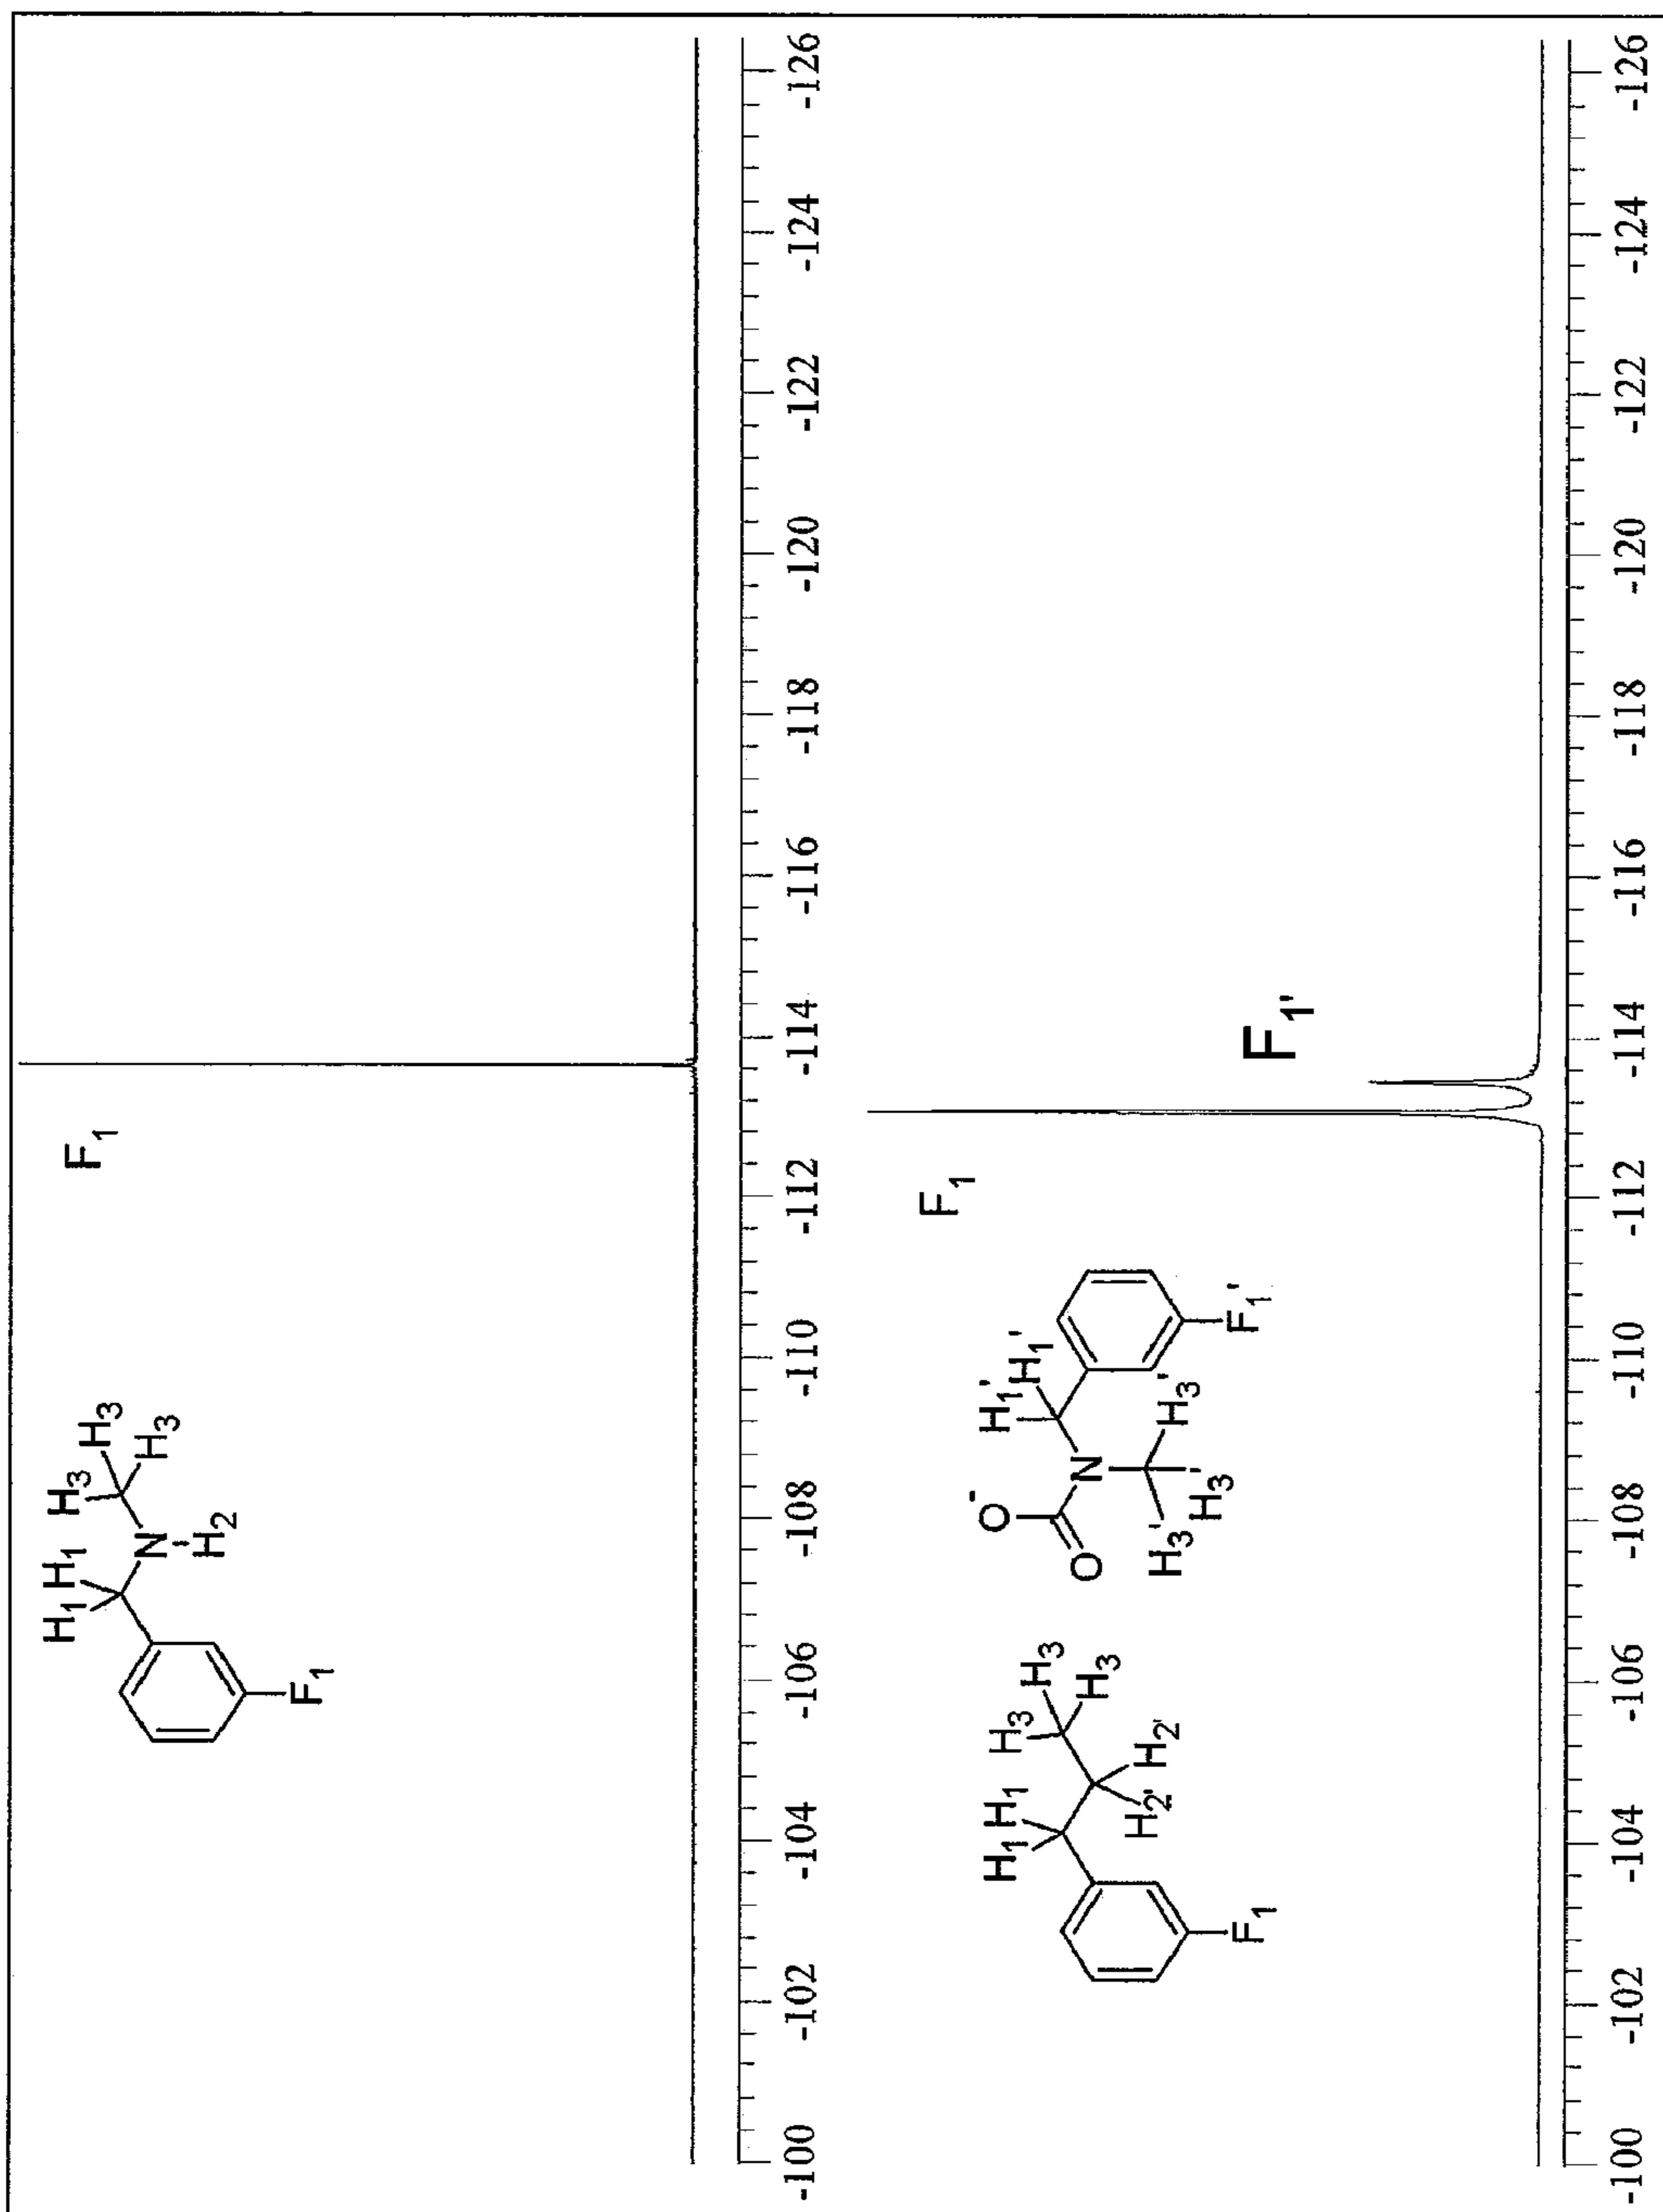 H₁ H₁ H₃ H₃ F₁
N H₃
H₂
F₁
-100 -102 -104 -106 -108 -110 -112 -114 -116 -118 -120 -122 -124 -126
F₁
H₁ H₁ H₃ H₃ O⁻ H₁' H₁'
H₃ O N
H₂' H₂' H₃' H₃' H₃'
F₁ F₁' F₁'
-100 -102 -104 -106 -108 -110 -112 -114 -116 -118 -120 -122 -124 -126